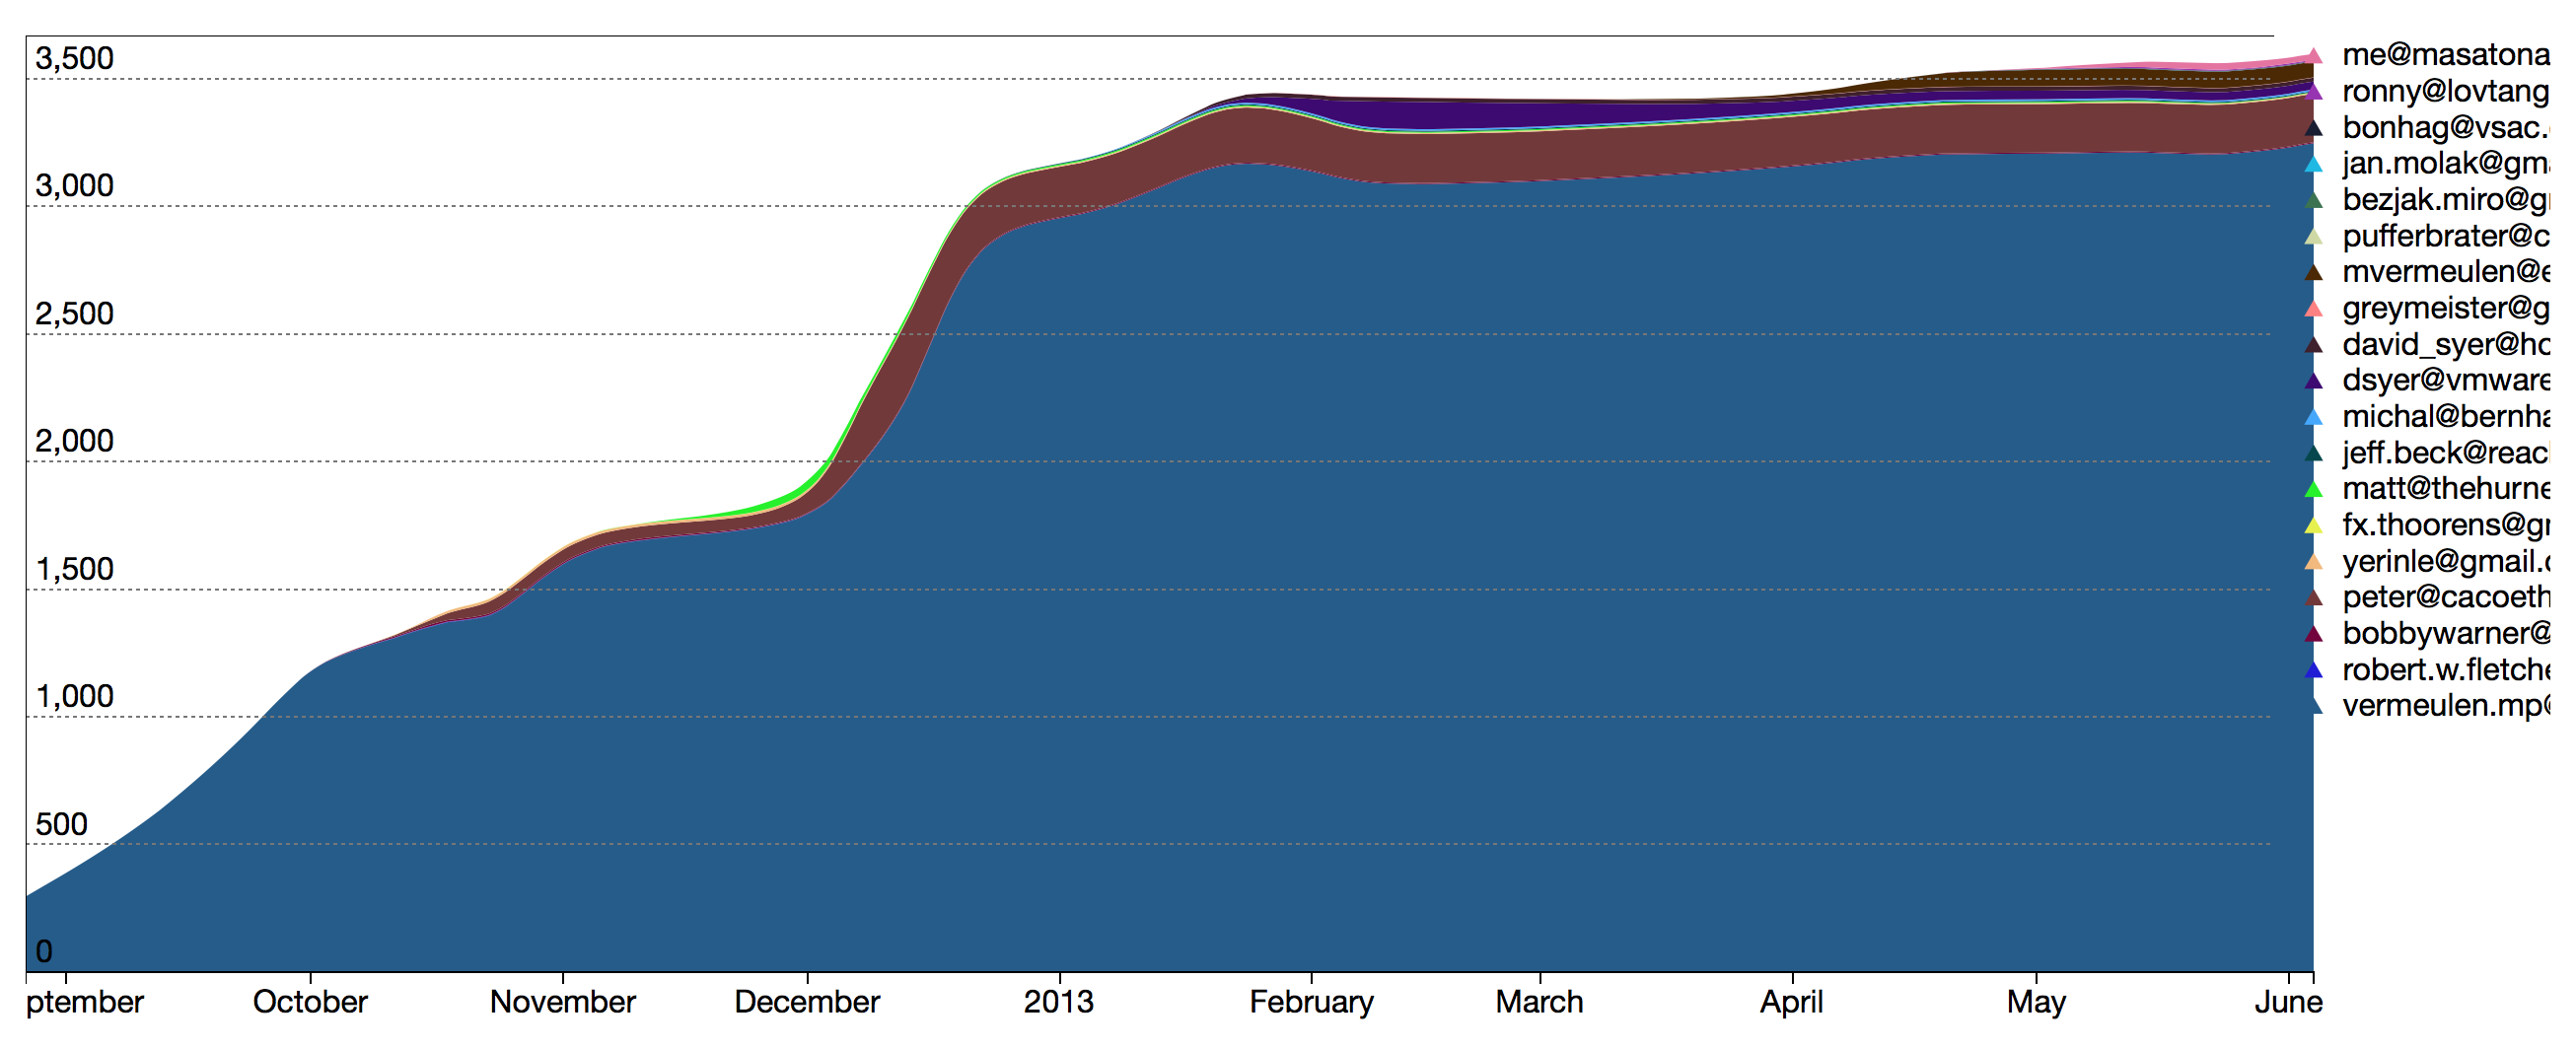 3,500
3,000
2,500
2,000
1,500
1,000
500
0
ptember October November December 2013 February March April May June
me@masatona
ronny@lovtang
bonhag@vsac.
jan.molak@gma
bezjak.miro@g
pufferbrater@c
mvermeulen@e
greymeister@g
david_syer@ho
dsyer@vmware
michal@bernha
jeff.beck@reac
matt@thehurne
fx.thoorens@g
yerinle@gmail.c
peter@cacoeth
bobbywarner@
robert.w.fletche
vermeulen.mp@